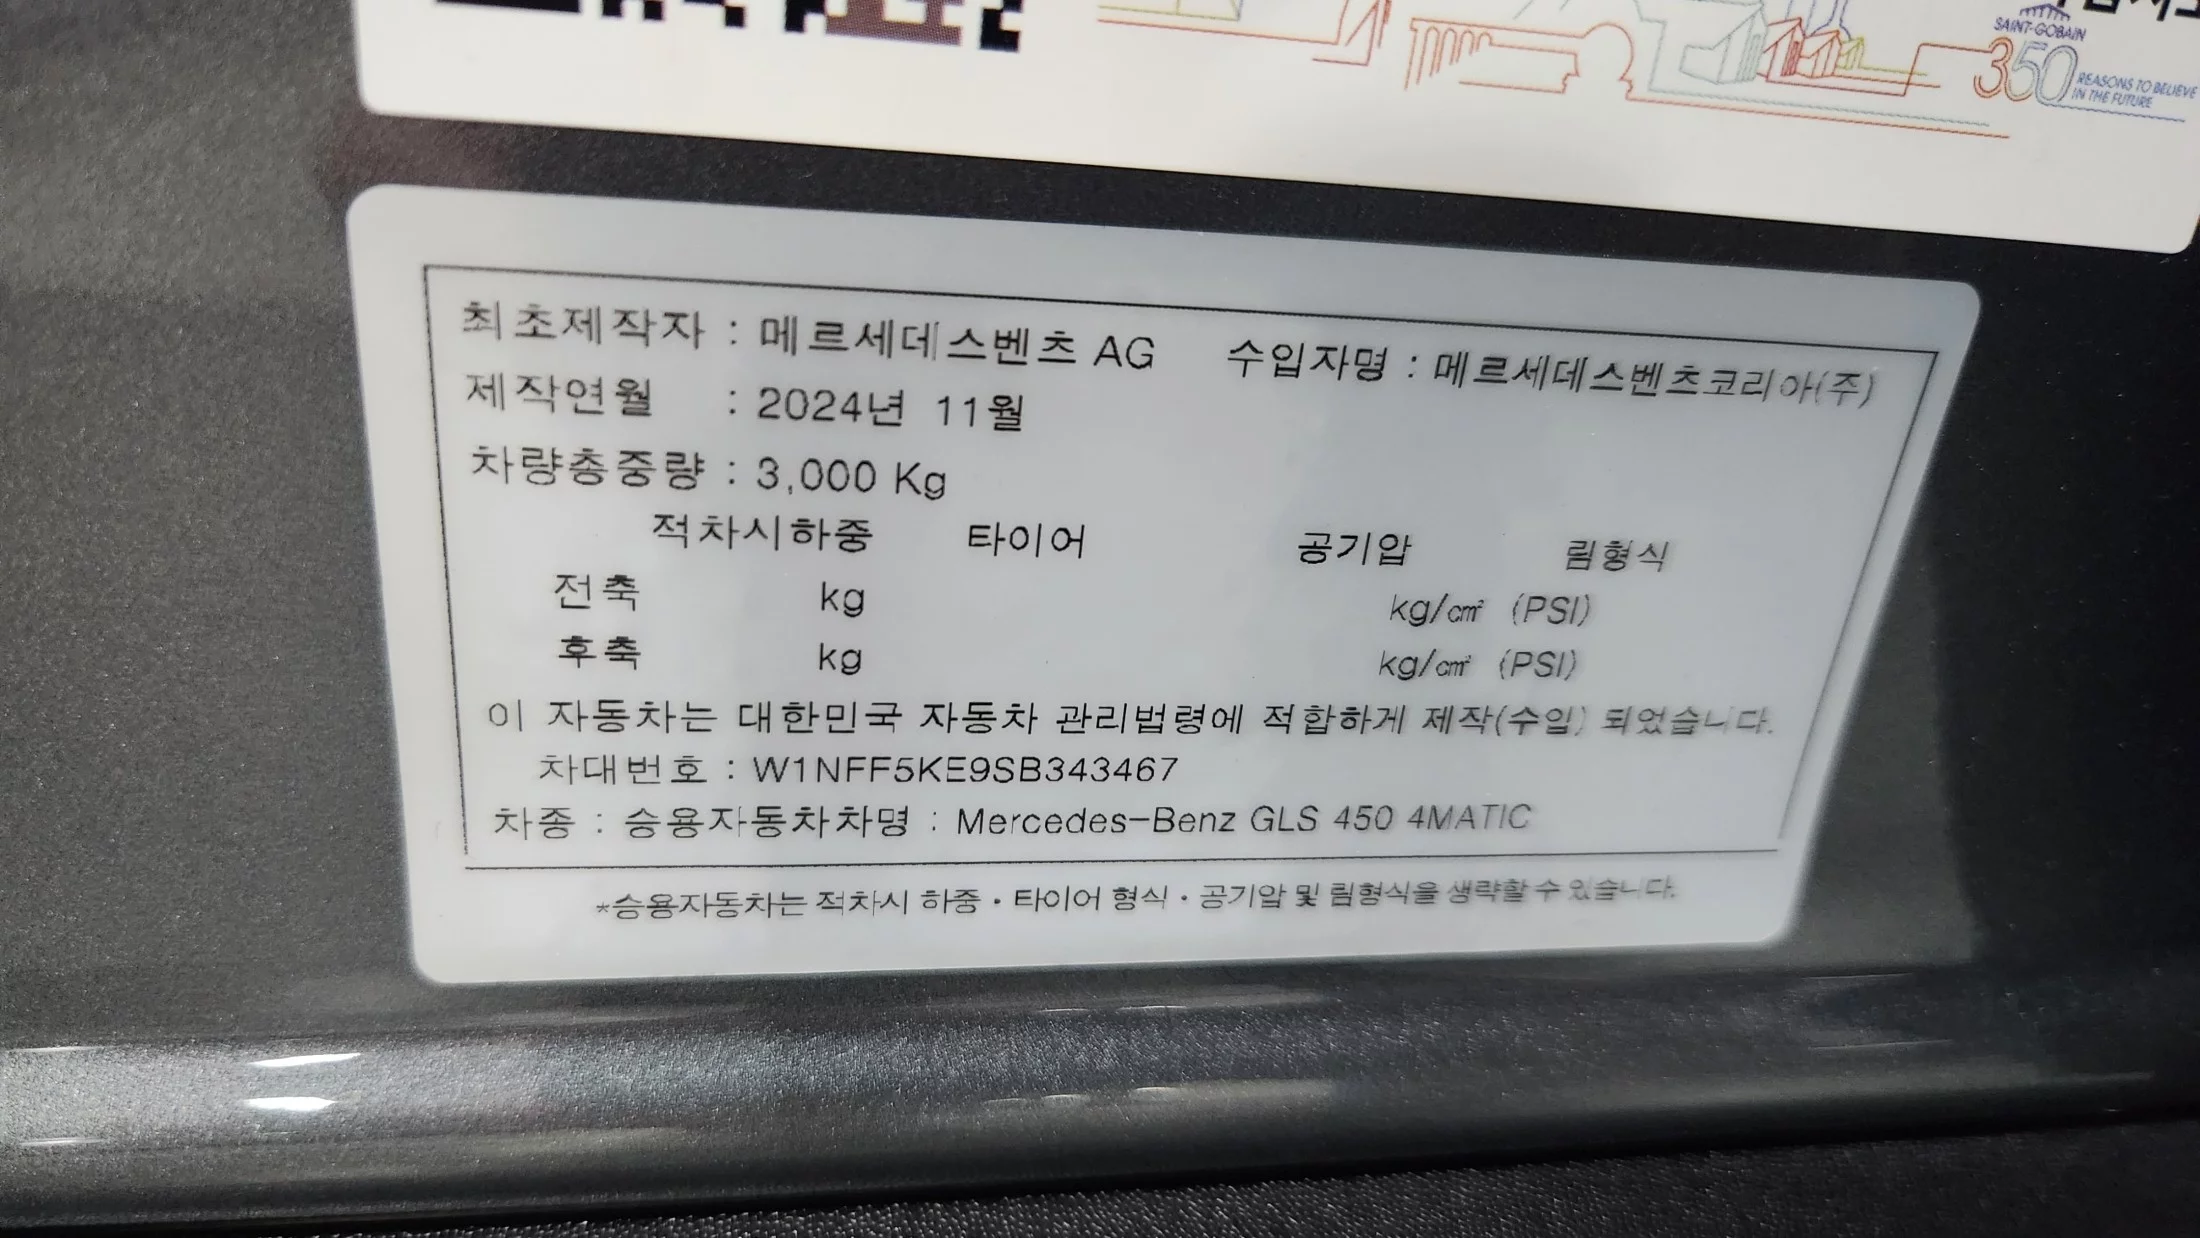 SAINT-GOBAIN
350 REASONS TO BELIEVE
IN THE FUTURE
최초제작자 : 메르세데스벤츠 AG 수입자명 : 메르세데스벤츠코리아(주)
제작연월 : 2024년 11월
차량총중량 : 3,000 Kg
적차시하중 타이어 공기압 림형식
전축 kg kg/㎠ (PSI)
후축 kg kg/㎠ (PSI)
이 자동차는 대한민국 자동차 관리법령에 적합하게 제작(수입) 되었습니다.
차대번호 : W1NFF5KE9SB343467
차종 : 승용자동차차명 : Mercedes-Benz GLS 450 4MATIC
*승용자동차는 적차시 하중·타이어 형식·공기압 및 림형식을 생략할 수 있습니다.